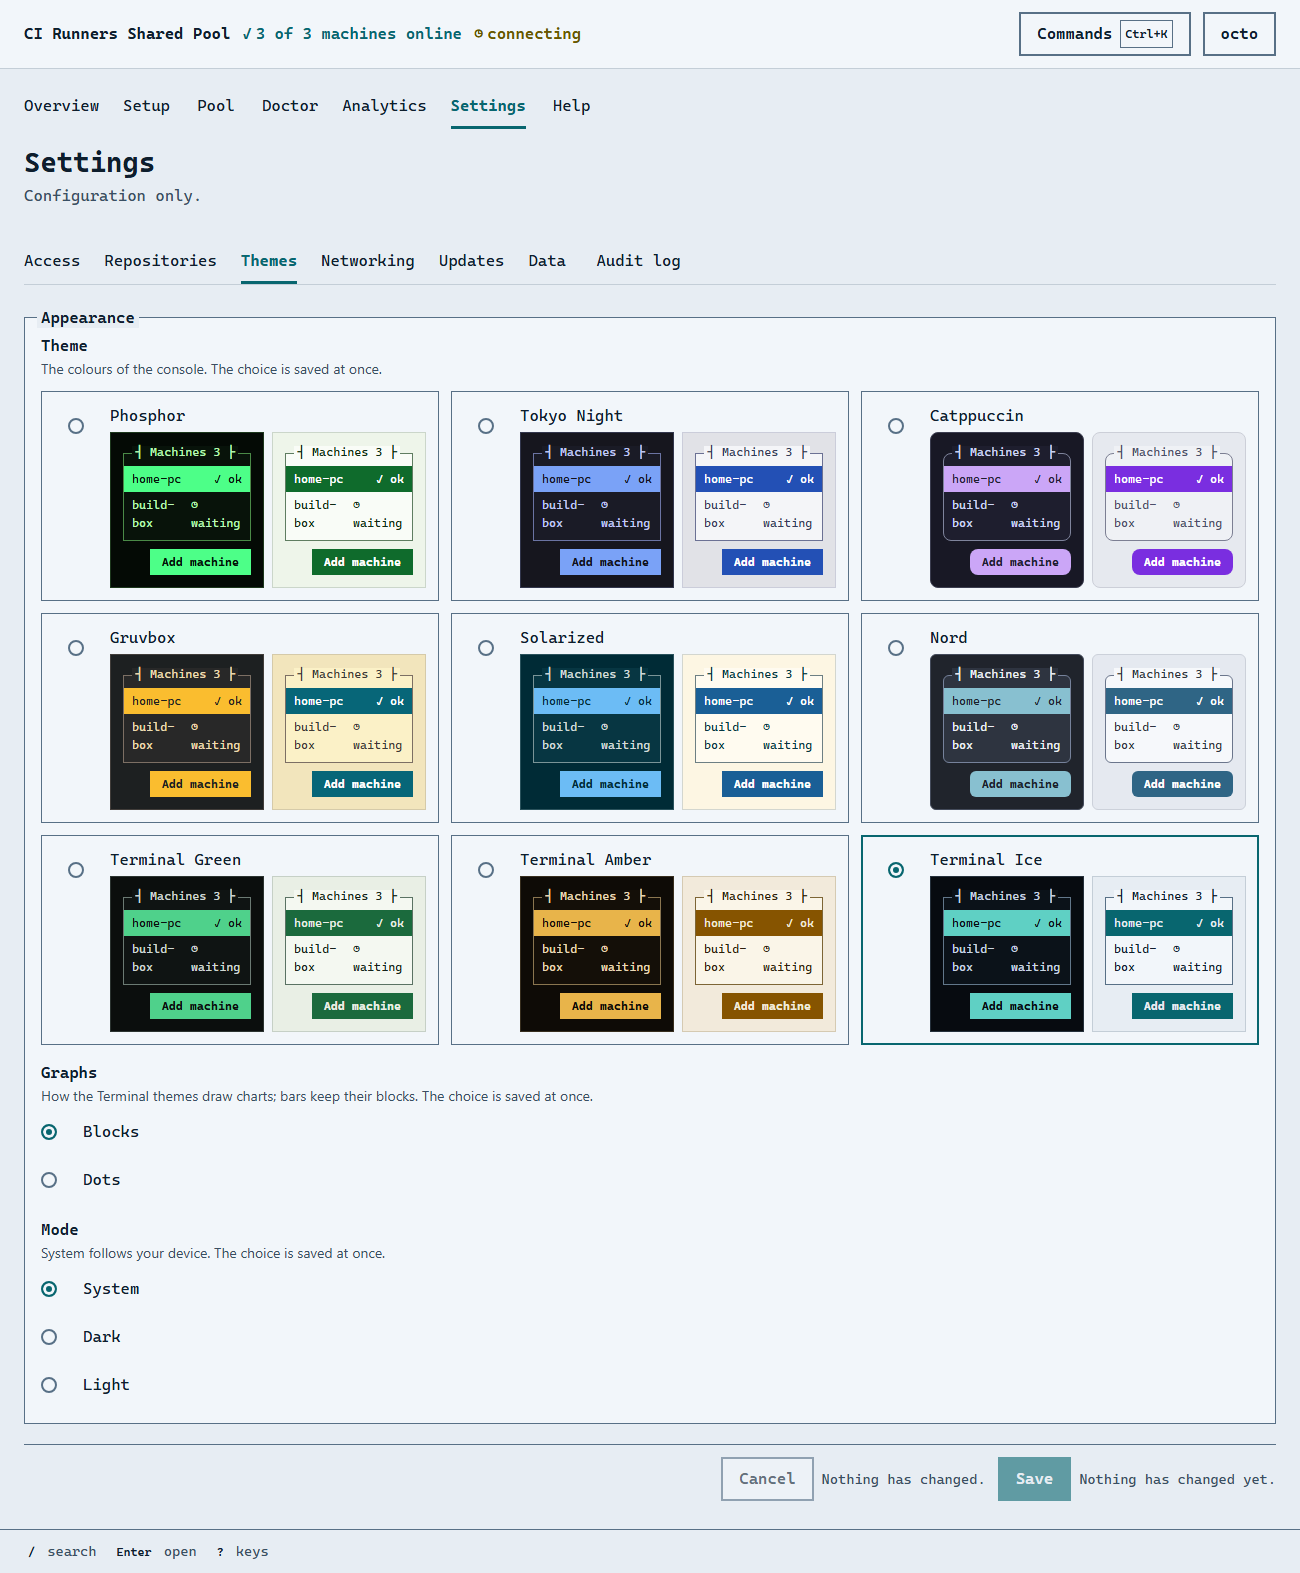 CI Runners Shared Pool ✓ 3 of 3 machines online ◷ connecting
Commands Ctrl+K octo
Overview Setup Pool Doctor Analytics Settings Help
Settings
Configuration only.
Access Repositories Themes Networking Updates Data Audit log
Appearance
Theme
The colours of the console. The choice is saved at once.
Phosphor
┤ Machines 3 ├
home-pc ✓ ok
build-box ◷ waiting
Add machine
┤ Machines 3 ├
home-pc ✓ ok
build-box ◷ waiting
Add machine
Tokyo Night
┤ Machines 3 ├
home-pc ✓ ok
build-box ◷ waiting
Add machine
┤ Machines 3 ├
home-pc ✓ ok
build-box ◷ waiting
Add machine
Catppuccin
┤ Machines 3 ├
home-pc ✓ ok
build-box ◷ waiting
Add machine
┤ Machines 3 ├
home-pc ✓ ok
build-box ◷ waiting
Add machine
Gruvbox
┤ Machines 3 ├
home-pc ✓ ok
build-box ◷ waiting
Add machine
┤ Machines 3 ├
home-pc ✓ ok
build-box ◷ waiting
Add machine
Solarized
┤ Machines 3 ├
home-pc ✓ ok
build-box ◷ waiting
Add machine
┤ Machines 3 ├
home-pc ✓ ok
build-box ◷ waiting
Add machine
Nord
┤ Machines 3 ├
home-pc ✓ ok
build-box ◷ waiting
Add machine
┤ Machines 3 ├
home-pc ✓ ok
build-box ◷ waiting
Add machine
Terminal Green
┤ Machines 3 ├
home-pc ✓ ok
build-box ◷ waiting
Add machine
┤ Machines 3 ├
home-pc ✓ ok
build-box ◷ waiting
Add machine
Terminal Amber
┤ Machines 3 ├
home-pc ✓ ok
build-box ◷ waiting
Add machine
┤ Machines 3 ├
home-pc ✓ ok
build-box ◷ waiting
Add machine
Terminal Ice
┤ Machines 3 ├
home-pc ✓ ok
build-box ◷ waiting
Add machine
┤ Machines 3 ├
home-pc ✓ ok
build-box ◷ waiting
Add machine
Graphs
How the Terminal themes draw charts; bars keep their blocks. The choice is saved at once.
Blocks
Dots
Mode
System follows your device. The choice is saved at once.
System
Dark
Light
Cancel Nothing has changed. Save Nothing has changed yet.
/ search Enter open ? keys